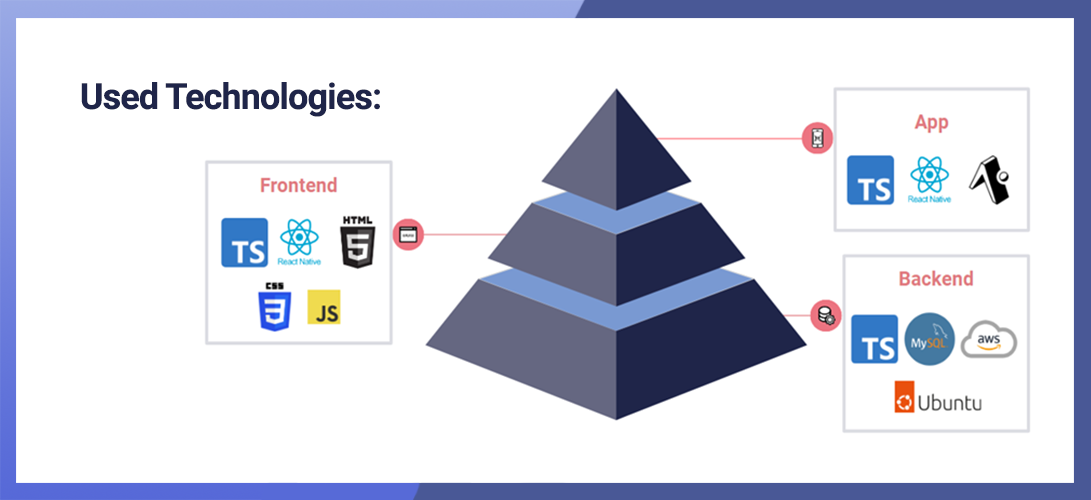 Used Technologies:
Frontend
TS
React Native
HTML
5
CSS
3
JS
App
TS
React Native
Backend
TS
MySQL
aws
Ubuntu